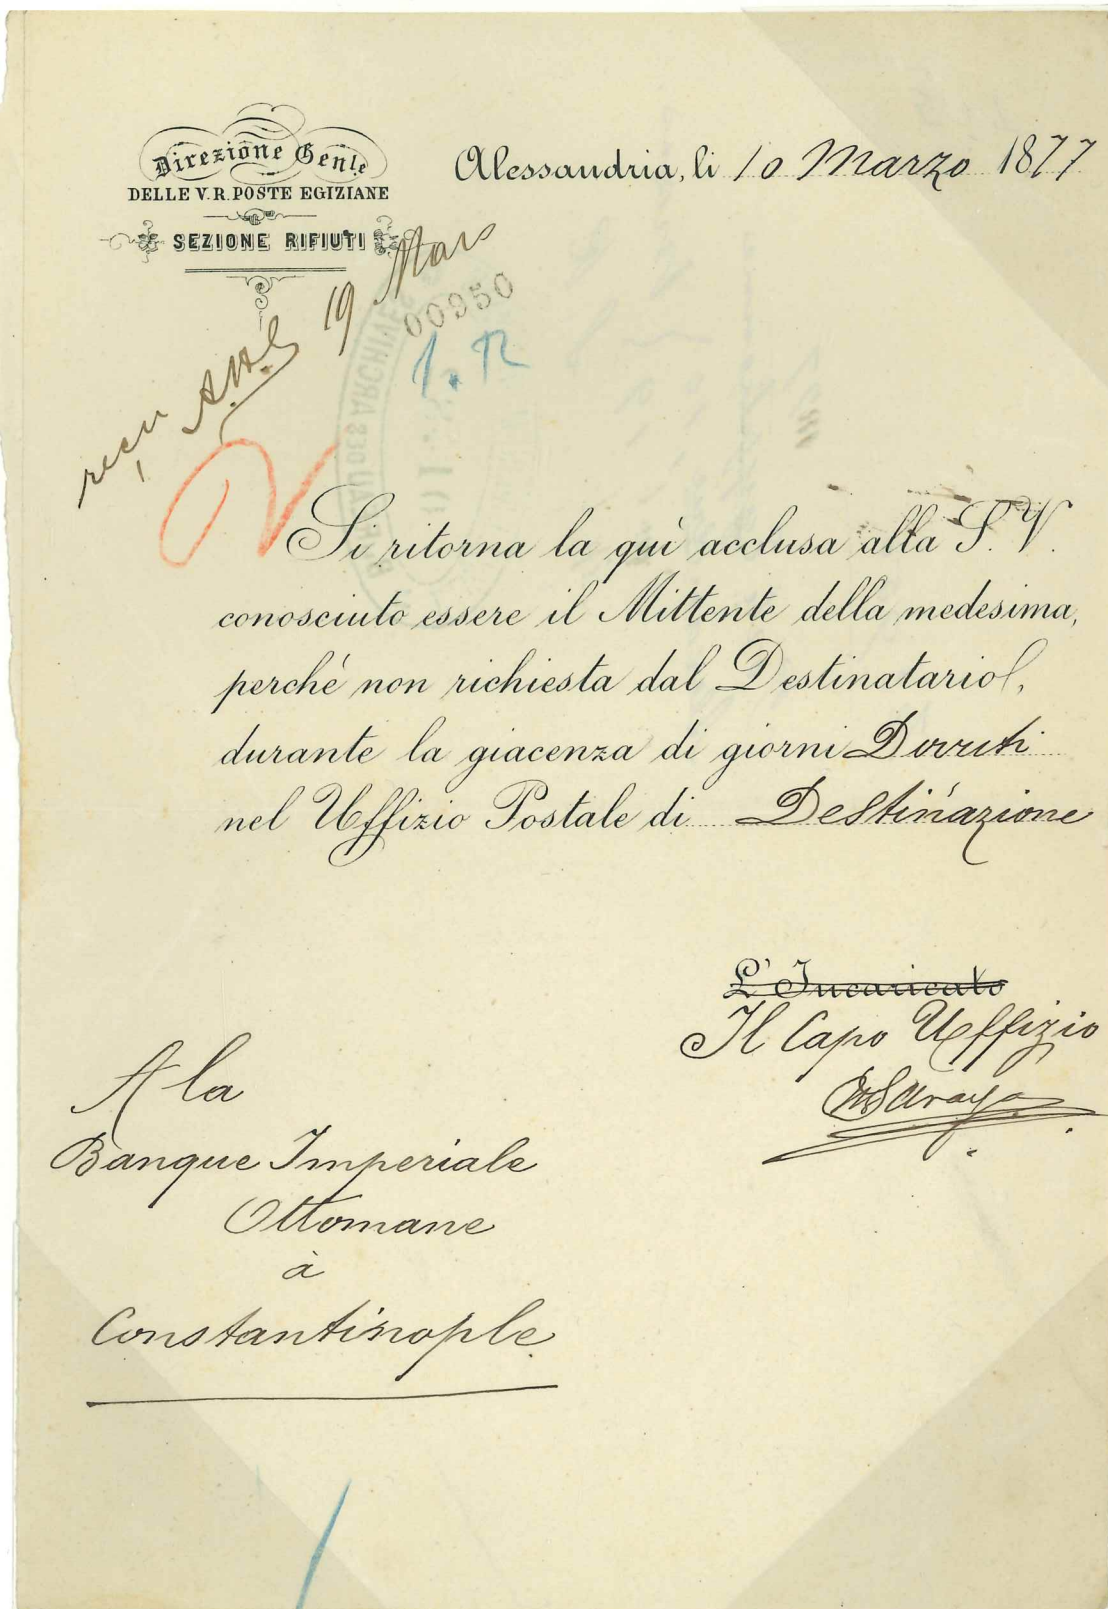 Direzione Genle
DELLE V. R. POSTE EGIZIANE
SEZIONE RIFIUTI
Alessandria, li 10 Marzo 1877
reçu 19 Mars
00950
Si ritorna la qui acclusa alla S. V.
conosciuto essere il Mittente della medesima,
perchè non richiesta dal Destinatario,
durante la giacenza di giorni Dovuti
nel Uffizio Postale di Destinazione
L'Incaricato
Il Capo Uffizio
A la
Banque Imperiale
Ottomane
à
Constantinople